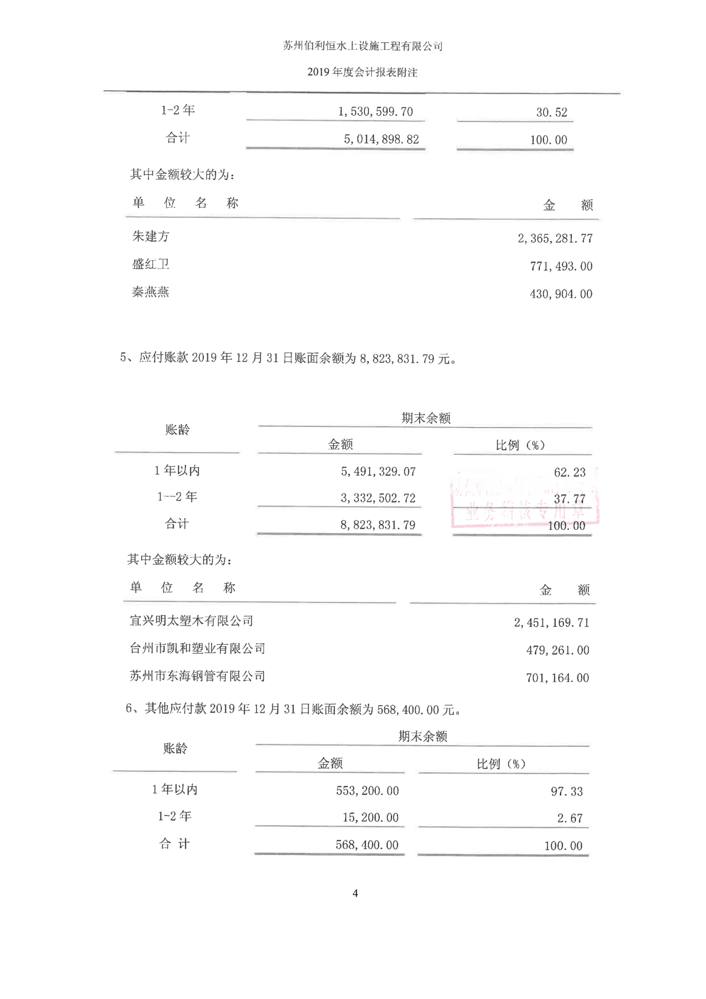 苏州伯利恒水上设施工程有限公司
2019 年度会计报表附注
1-2 年 1,530,599.70 30.52
合计 5,014,898.82 100.00
其中金额较大的为:
单 位 名 称 金 额
朱建方 2,365,281.77
盛红卫 771,493.00
秦燕燕 430,904.00
5、应付账款 2019 年 12 月 31 日账面余额为 8,823,831.79 元。
期末余额
账龄
金额 比例（%）
1 年以内 5,491,329.07 62.23
1--2 年 3,332,502.72 37.77
业务稽核专用章
合计 8,823,831.79 100.00
其中金额较大的为:
单 位 名 称 金 额
宜兴明太塑木有限公司 2,451,169.71
台州市凯和塑业有限公司 479,261.00
苏州市东海钢管有限公司 701,164.00
6、其他应付款 2019 年 12 月 31 日账面余额为 568,400.00 元。
期末余额
账龄
金额 比例（%）
1 年以内 553,200.00 97.33
1-2 年 15,200.00 2.67
合 计 568,400.00 100.00
4